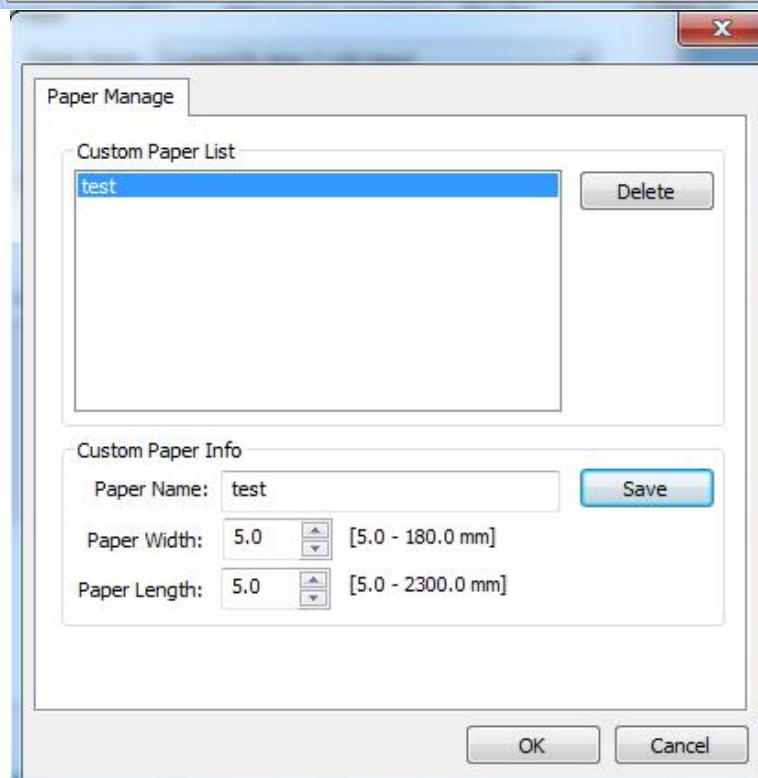 Paper Manage
Custom Paper List
test
Delete
Custom Paper Info
Paper Name: test Save
Paper Width: 5.0 [5.0 - 180.0 mm]
Paper Length: 5.0 [5.0 - 2300.0 mm]
OK Cancel